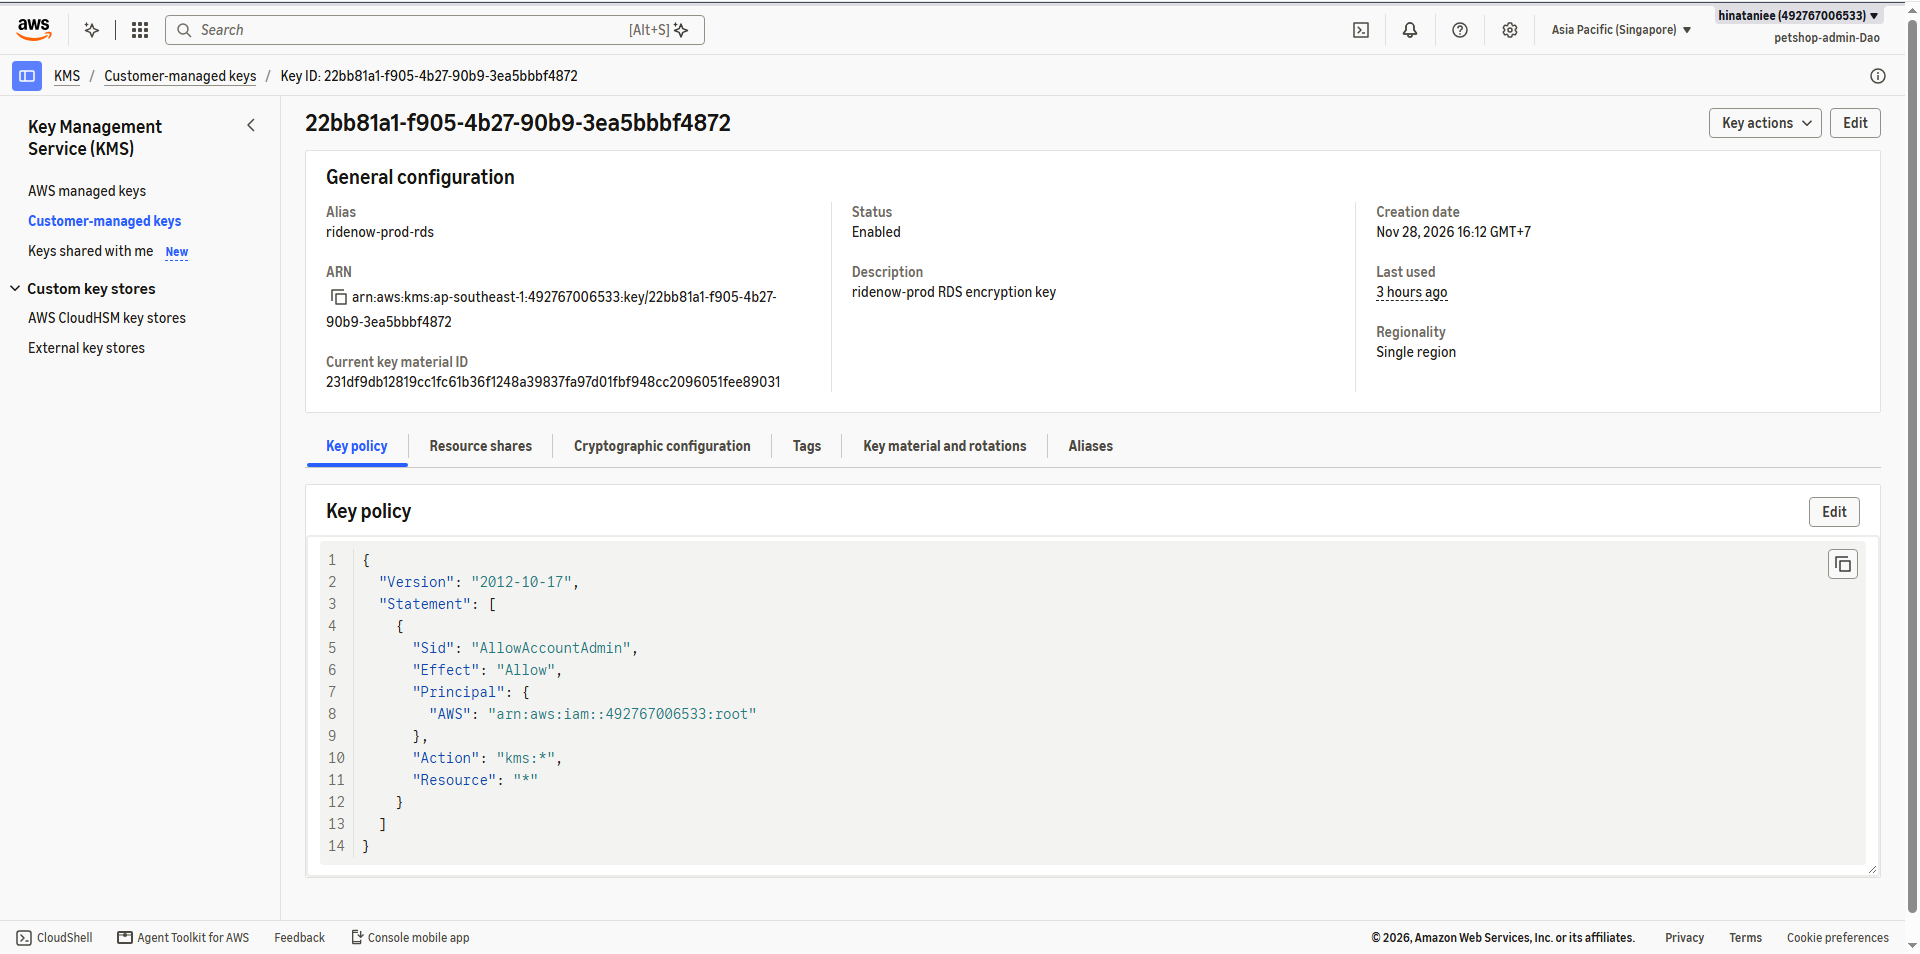 aws
Search [Alt+S]
Asia Pacific (Singapore)
hinataniee (492767006533)
petshop-admin-Dao
KMS / Customer-managed keys / Key ID: 22bb81a1-f905-4b27-90b9-3ea5bbbf4872
Key Management
Service (KMS)
AWS managed keys
Customer-managed keys
Keys shared with me New
Custom key stores
AWS CloudHSM key stores
External key stores
22bb81a1-f905-4b27-90b9-3ea5bbbf4872
Key actions
Edit
General configuration
Alias
ridenow-prod-rds
ARN
arn:aws:kms:ap-southeast-1:492767006533:key/22bb81a1-f905-4b27-
90b9-3ea5bbbf4872
Current key material ID
231df9db12819cc1fc61b36f1248a39837fa97d01fbf948cc2096051fee89031
Status
Enabled
Description
ridenow-prod RDS encryption key
Creation date
Nov 28, 2026 16:12 GMT+7
Last used
3 hours ago
Regionality
Single region
Key policy
Resource shares
Cryptographic configuration
Tags
Key material and rotations
Aliases
Key policy
Edit
1 {
2 "Version": "2012-10-17",
3 "Statement": [
4 {
5 "Sid": "AllowAccountAdmin",
6 "Effect": "Allow",
7 "Principal": {
8 "AWS": "arn:aws:iam::492767006533:root"
9 },
10 "Action": "kms:*",
11 "Resource": "*"
12 }
13 ]
14 }
CloudShell
Agent Toolkit for AWS
Feedback
Console mobile app
© 2026, Amazon Web Services, Inc. or its affiliates.
Privacy
Terms
Cookie preferences